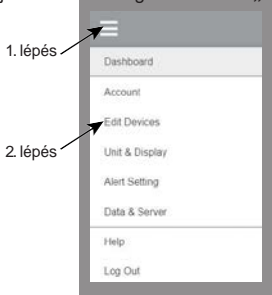 1. lépés
Dashboard
Account
2. lépés
Edit Devices
Unit & Display
Alert Setting
Data & Server
Help
Log Out